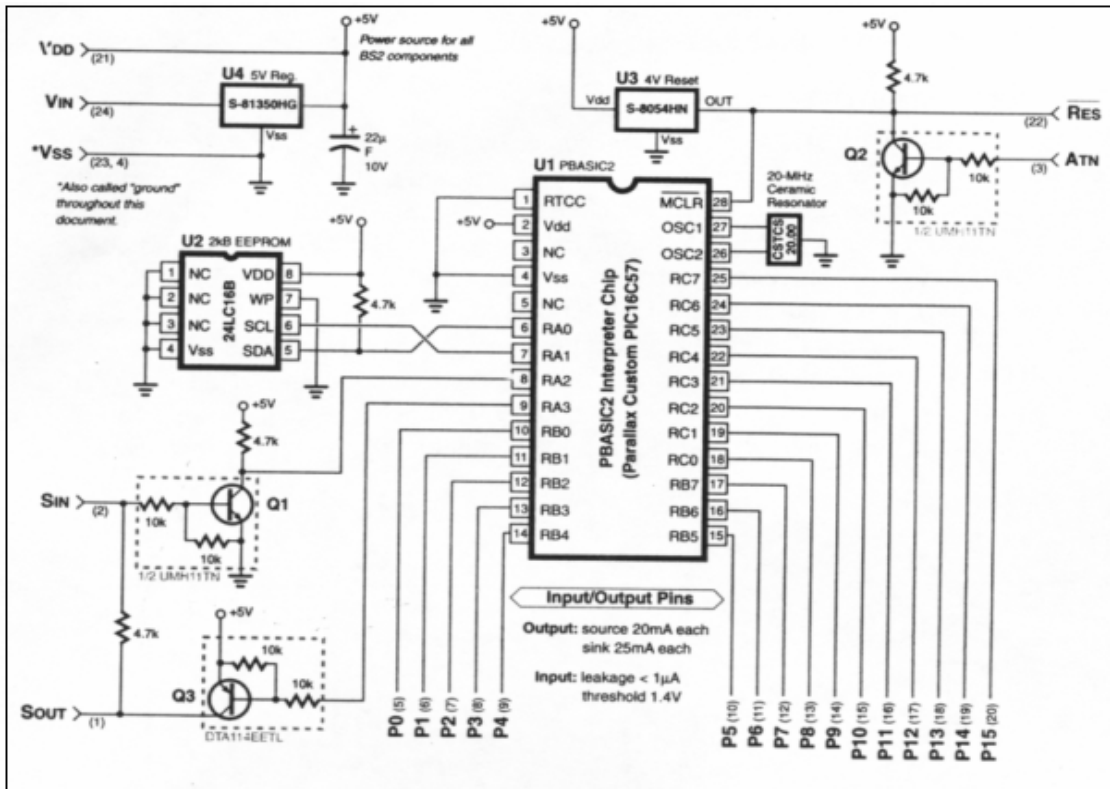 +5V
Power source for all
BS2 components
VDD
(21)
U4 5V Reg.
S-81350HG
VIN
(24)
Vss
+
22µ
F
10V
*VSS
(23, 4)
"Also called "ground"
throughout this
document.
+5V
U3 4V Reset
Vdd
S-8054HN
OUT
Vss
4.7k
RES
(22)
ATN
(3)
Q2
10k
10k
1/2 UMH11TN
20-MHz
Ceramic
Resonator
CSTCS
20.00
U1 PBASIC2
PBASIC2 Interpreter Chip
(Parallax Custom PIC16C57)
+5V
1 RTCC
2 Vdd
3 NC
4 Vss
5 NC
6 RA0
7 RA1
8 RA2
9 RA3
10 RB0
11 RB1
12 RB2
13 RB3
14 RB4
MCLR 28
OSC1 27
OSC2 26
RC7 25
RC6 24
RC5 23
RC4 22
RC3 21
RC2 20
RC1 19
RC0 18
RB7 17
RB6 16
RB5 15
+5V
U2 2kB EEPROM
24LC16B
1 NC
2 NC
3 NC
4 Vss
VDD 8
WP 7
SCL 6
SDA 5
4.7k
+5V
4.7k
SIN
(2)
10k
10k
Q1
1/2 UMH11TN
4.7k
+5V
10k
10k
Q3
DTA114EETL
SOUT
(1)
Input/Output Pins
Output: source 20mA each
sink 25mA each
Input: leakage < 1µA
threshold 1.4V
P0 (5)
P1 (6)
P2 (7)
P3 (8)
P4 (9)
P5 (10)
P6 (11)
P7 (12)
P8 (13)
P9 (14)
P10 (15)
P11 (16)
P12 (17)
P13 (18)
P14 (19)
P15 (20)
+5V